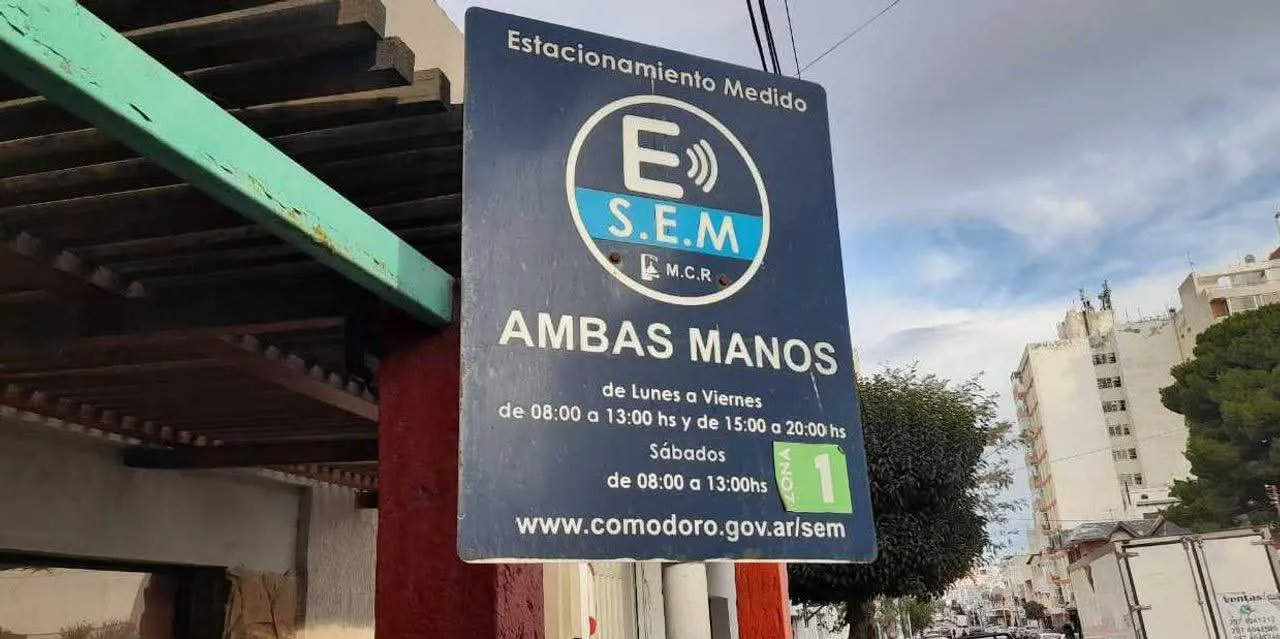 Estacionamiento Medido
E
S.E.M
M.C.R
AMBAS MANOS
de Lunes a Viernes
de 08:00 a 13:00 hs y de 15:00 a 20:00 hs
Sábados
de 08:00 a 13:00hs
ZONA
1
www.comodoro.gov.ar/sem
Ventas